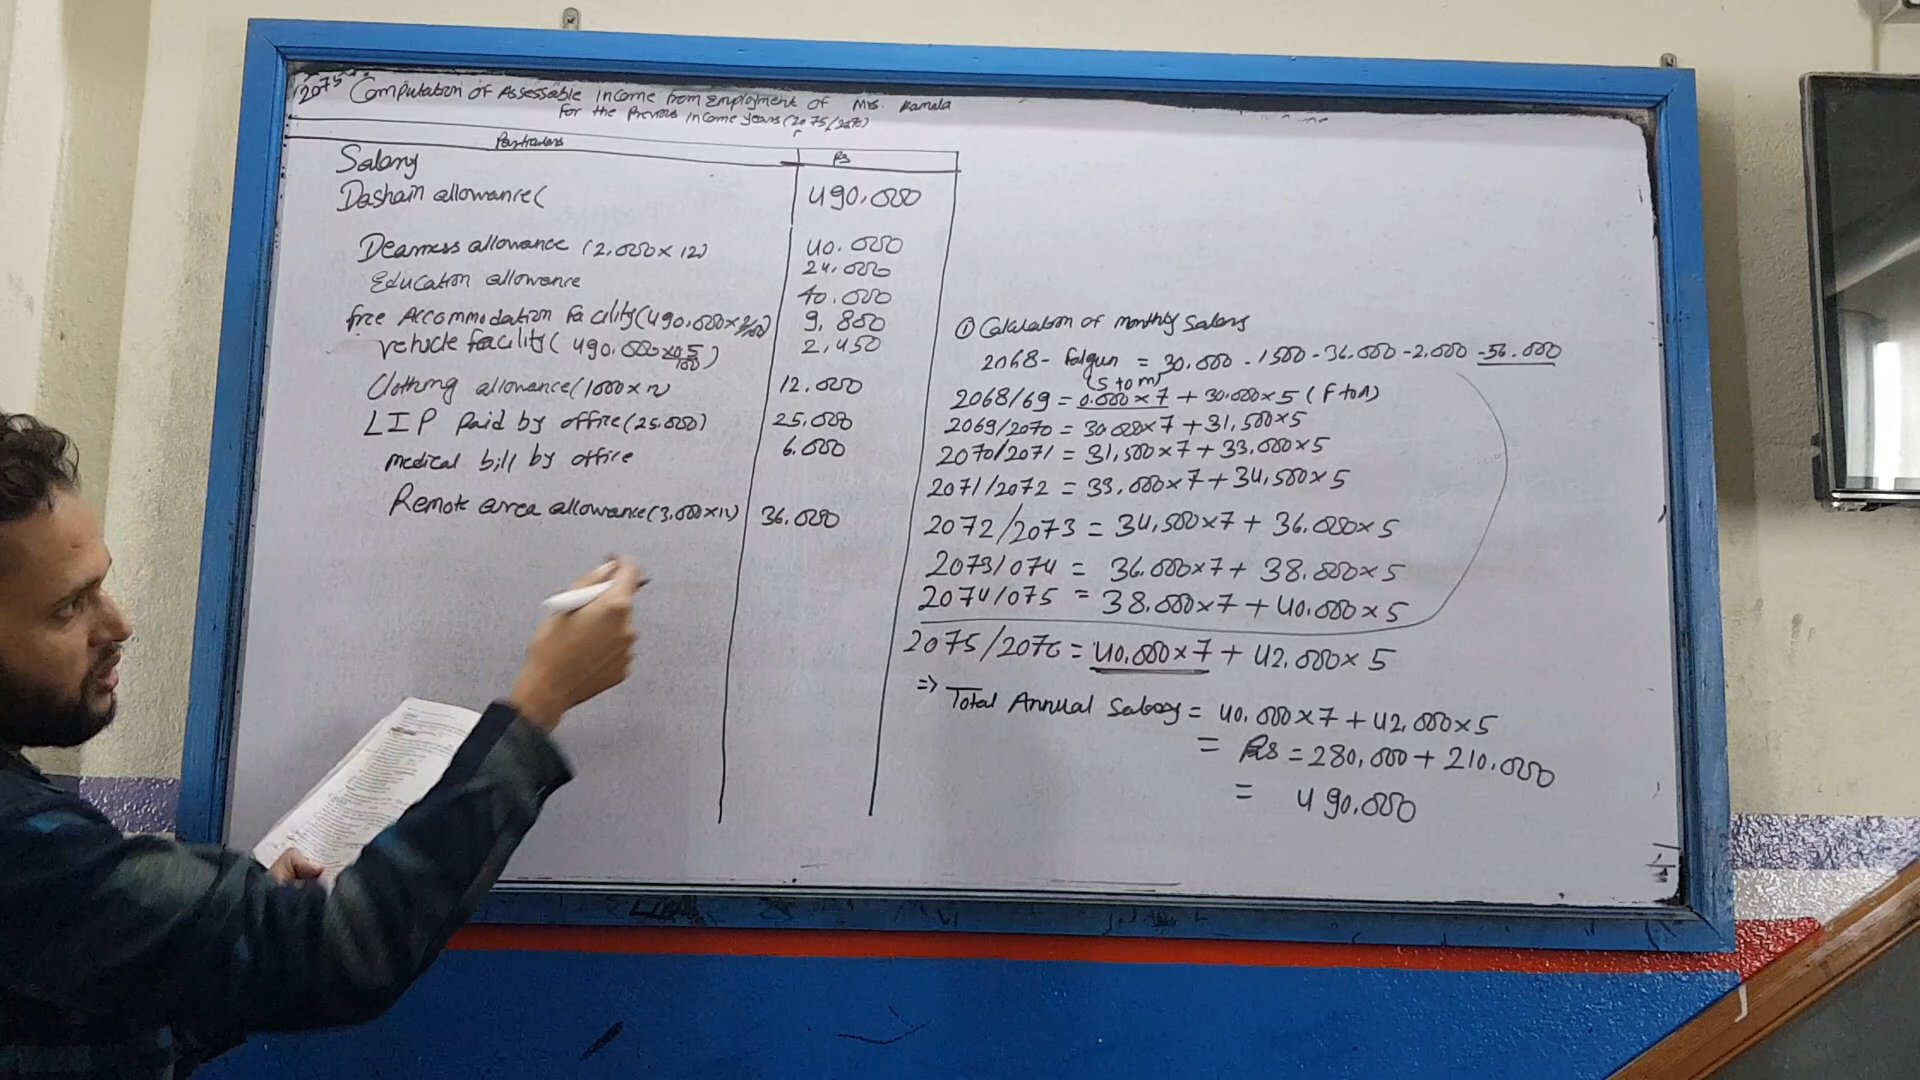 2075 Computation of Assessable Income from Employment of Mrs. Kamala
For the Previous Income years (2075/2076)
Particulars Rs
Salary 490,000
Dashain allowance( 40.000
Dearness allowance (2,000×12) 24.000
Education allowance 40.000
free Accommodation Facility(490,000×2/100) 9,800
vehicle facility( 490.000×0.5/100) 2,450
Clothing allowance(1000×12) 12.000
LIP Paid by office(25.000) 25,000
medical bill by office 6.000
Remote area allowance(3,000×12) 36.000
① Calculation of monthly Salary
2068- Falgun = 30.000 - 1500 - 36.000 - 2.000 - 56.000
(S to m)
2068/69 = 0.000×7 + 30.000×5 (F to A)
2069/2070 = 30.000×7 + 31,500×5
2070/2071 = 31,500×7 + 33,000×5
2071/2072 = 33,000×7 + 34,500×5
2072/2073 = 34,500×7 + 36.000×5
2073/074 = 36.000×7 + 38.000×5
2074/075 = 38.000×7 + 40.000×5
2075/2076 = 40.000×7 + 42.000×5
=> Total Annual Salary = 40.000×7 + 42.000×5
= Rs = 280,000 + 210.000
= 490.000